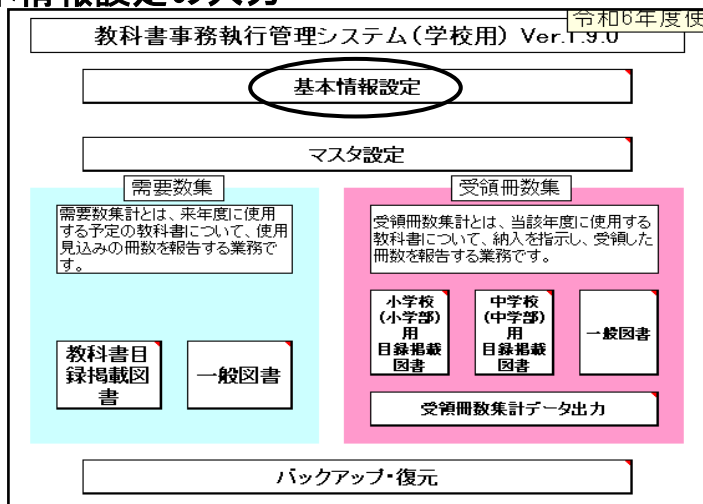 情報設定の入力
令和6年度使
教科書事務執行管理システム(学校用) Ver.1.9.0
基本情報設定
マスタ設定
需要数集
需要数集計とは、来年度に使用
する予定の教科書について、使用
見込みの冊数を報告する業務で
す。
教科書目
録掲載図
書
一般図書
受領冊数集
受領冊数集計とは、当該年度に使用する
教科書について、納入を指示し、受領した
冊数を報告する業務です。
小学校
(小学部)
用
目録掲載
図書
中学校
(中学部)
用
目録掲載
図書
一般図書
受領冊数集計データ出力
バックアップ・復元